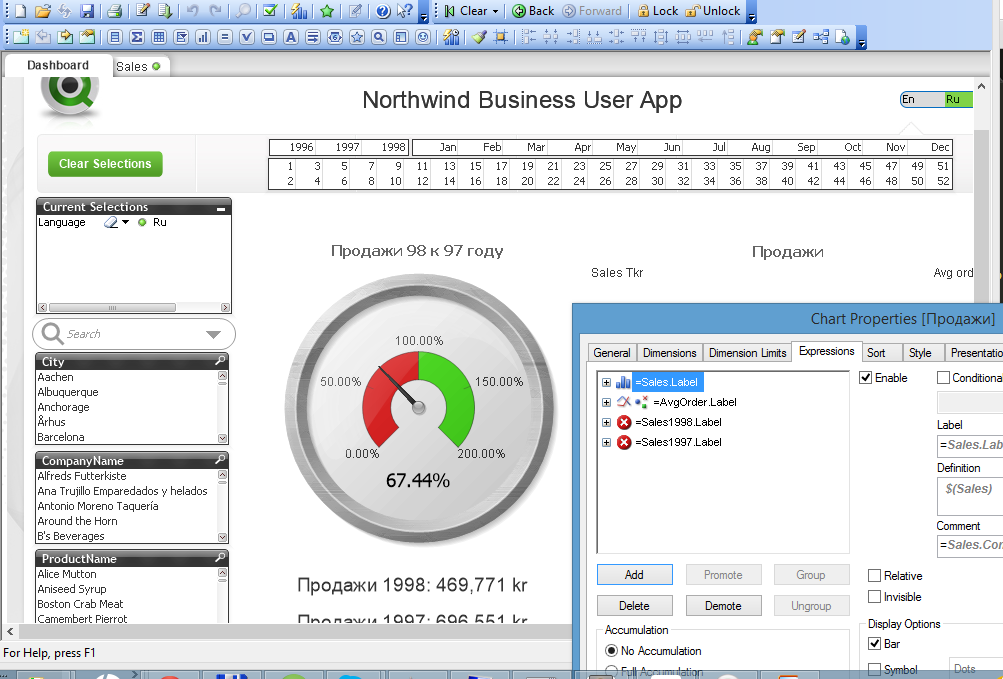 Clear Back Forward Lock Unlock
Dashboard Sales
Northwind Business User App
En Ru
Clear Selections
1996 1997 1998 Jan Feb Mar Apr May Jun Jul Aug Sep Oct Nov Dec
1 3 5 7 9 11 13 15 17 19 21 23 25 27 29 31 33 35 37 39 41 43 45 47 49 51
2 4 6 8 10 12 14 16 18 20 22 24 26 28 30 32 34 36 38 40 42 44 46 48 50 52
Current Selections
Language Ru
Search
City
Aachen
Albuquerque
Anchorage
Århus
Barcelona
CompanyName
Alfreds Futterkiste
Ana Trujillo Emparedados y helados
Antonio Moreno Taquería
Around the Horn
B's Beverages
ProductName
Alice Mutton
Aniseed Syrup
Boston Crab Meat
Camembert Pierrot
Продажи 98 к 97 году
100.00%
50.00% 150.00%
0.00% 200.00%
67.44%
Продажи 1998: 469,771 kr
Продажи 1997: 696,551 kr
Продажи
Sales Tkr Avg ord
Chart Properties [Продажи]
General Dimensions Dimension Limits Expressions Sort Style Presentatio
=Sales.Label
=AvgOrder.Label
=Sales1998.Label
=Sales1997.Label
Enable Conditiona
Label
=Sales.Lab
Definition
$(Sales)
Comment
=Sales.Con
Add Promote Group
Delete Demote Ungroup
Relative
Invisible
Accumulation
No Accumulation
Full Accumulation
Display Options
Bar
Symbol Dots
For Help, press F1